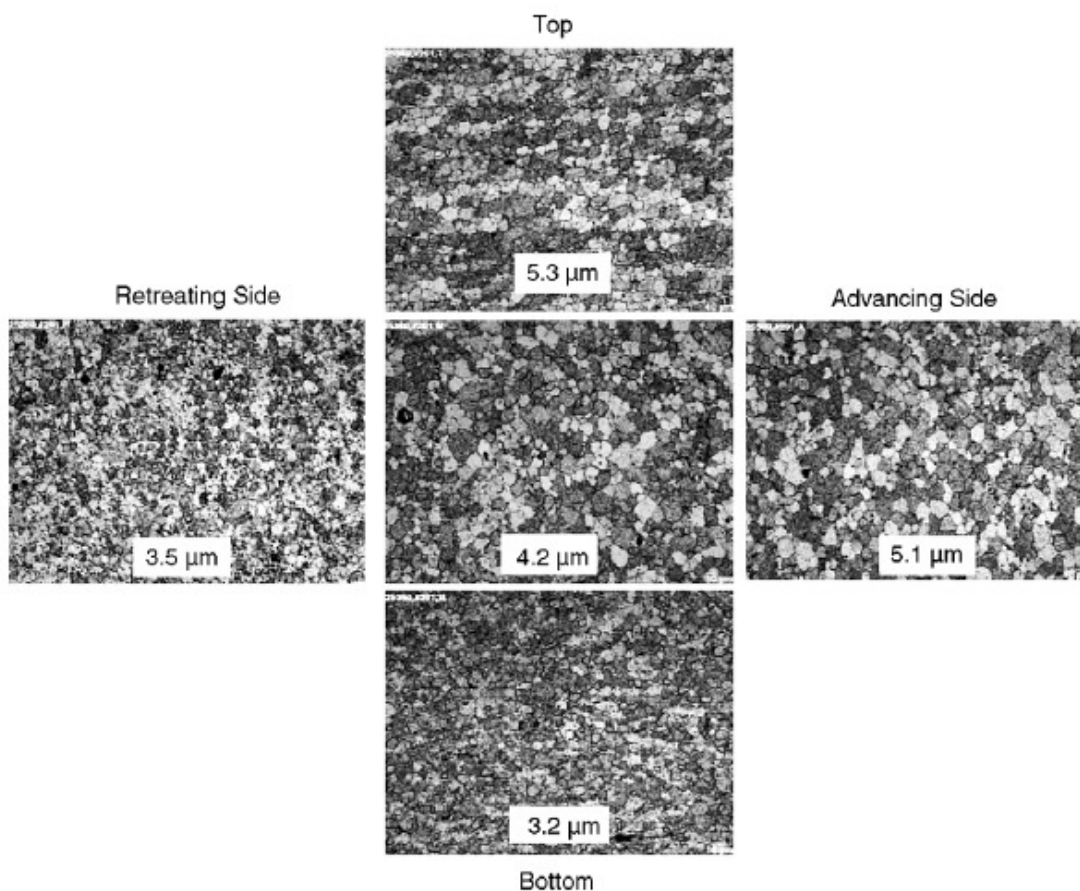 Top
5.3 μm
Retreating Side
Advancing Side
3.5 μm
4.2 μm
5.1 μm
3.2 μm
Bottom